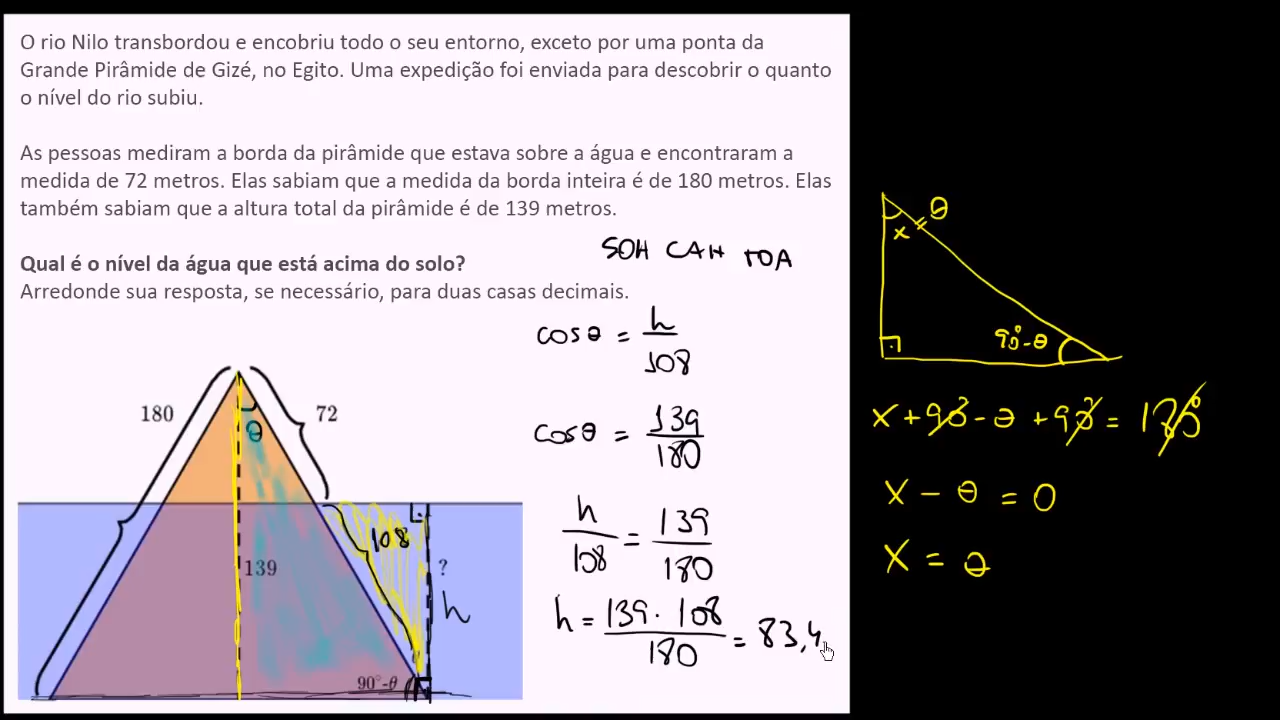 O rio Nilo transbordou e encobriu todo o seu entorno, exceto por uma ponta da
Grande Pirâmide de Gizé, no Egito. Uma expedição foi enviada para descobrir o quanto
o nível do rio subiu.
As pessoas mediram a borda da pirâmide que estava sobre a água e encontraram a
medida de 72 metros. Elas sabiam que a medida da borda inteira é de 180 metros. Elas
também sabiam que a altura total da pirâmide é de 139 metros.
Qual é o nível da água que está acima do solo?
Arredonde sua resposta, se necessário, para duas casas decimais.
SOH CAH TOA
cosθ = h/108
cosθ = 139/180
h/108 = 139/180
h = 139. 108/180 = 83,4
180
72
θ
108
139
?
h
90°-θ
x = θ
90°-θ
x + 90° - θ + 90° = 180°
x - θ = 0
x = θ